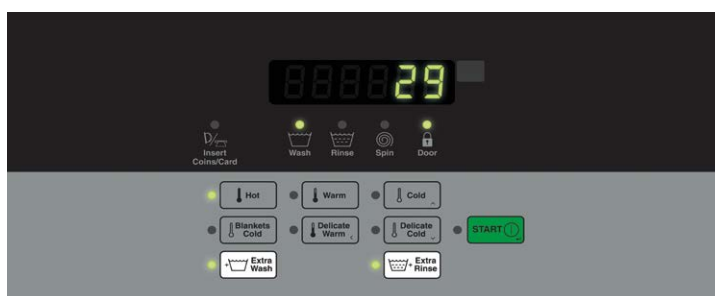 29
Insert
Coins/Card
Wash
Rinse
Spin
Door
Hot
Warm
Cold
Blankets
Cold
Delicate
Warm
Delicate
Cold
START
+ Extra
Wash
+ Extra
Rinse